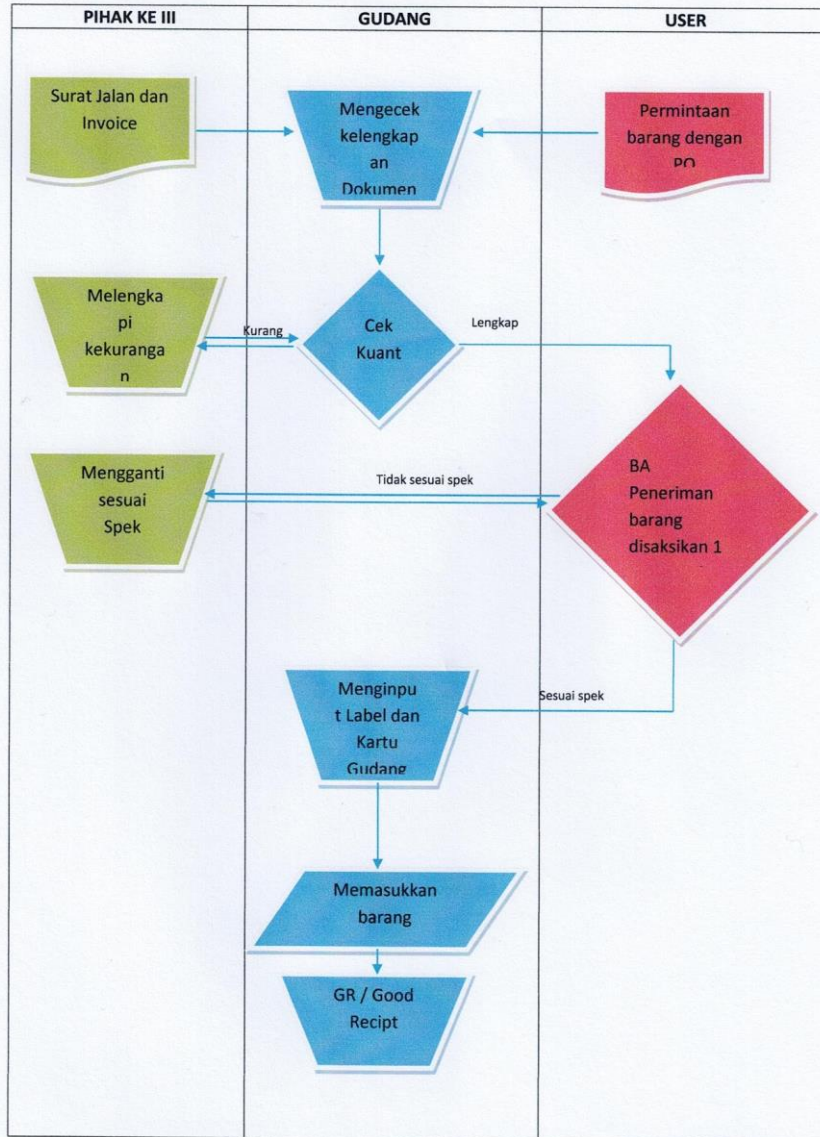 PIHAK KE III
GUDANG
USER
Surat Jalan dan
Invoice
Mengecek
kelengkap
an
Dokumen
Permintaan
barang dengan
PO
Melengka
pi
kekuranga
n
Kurang
Cek
Kuant
Lengkap
Mengganti
sesuai
Spek
Tidak sesuai spek
BA
Peneriman
barang
disaksikan 1
Menginpu
t Label dan
Kartu
Gudang
Sesuai spek
Memasukkan
barang
GR / Good
Recipt